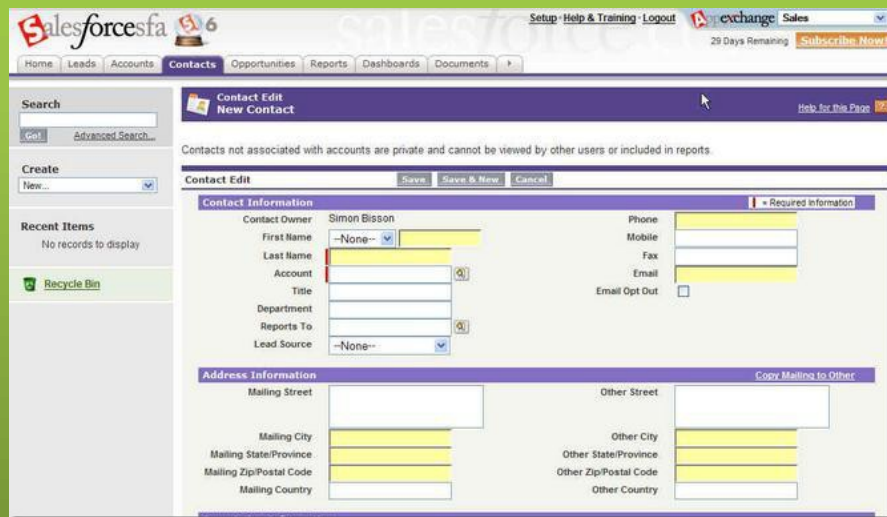 Salesforcesfa S 6
Setup · Help & Training · Logout
Appexchange Sales
29 Days Remaining Subscribe Now!
Home Leads Accounts Contacts Opportunities Reports Dashboards Documents
Search
Go! Advanced Search...
Create
New...
Recent Items
No records to display
Recycle Bin
Contact Edit
New Contact
Help for this Page ?
Contacts not associated with accounts are private and cannot be viewed by other users or included in reports.
Contact Edit Save Save & New Cancel
Contact Information = Required Information
Contact Owner Simon Bisson Phone
First Name --None-- Mobile
Last Name Fax
Account Email
Title Email Opt Out
Department
Reports To
Lead Source --None--
Address Information Copy Mailing to Other
Mailing Street Other Street
Mailing City Other City
Mailing State/Province Other State/Province
Mailing Zip/Postal Code Other Zip/Postal Code
Mailing Country Other Country